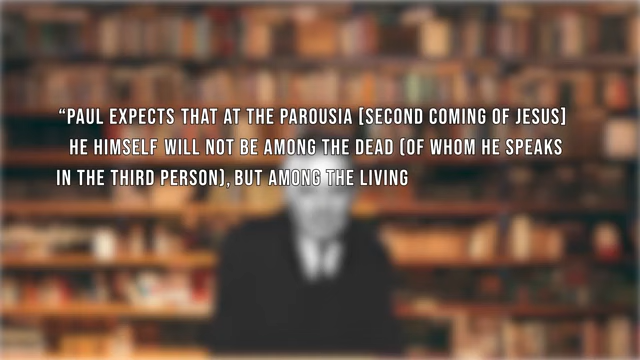 “PAUL EXPECTS THAT AT THE PAROUSIA [SECOND COMING OF JESUS]
HE HIMSELF WILL NOT BE AMONG THE DEAD (OF WHOM HE SPEAKS
IN THE THIRD PERSON), BUT AMONG THE LIVING